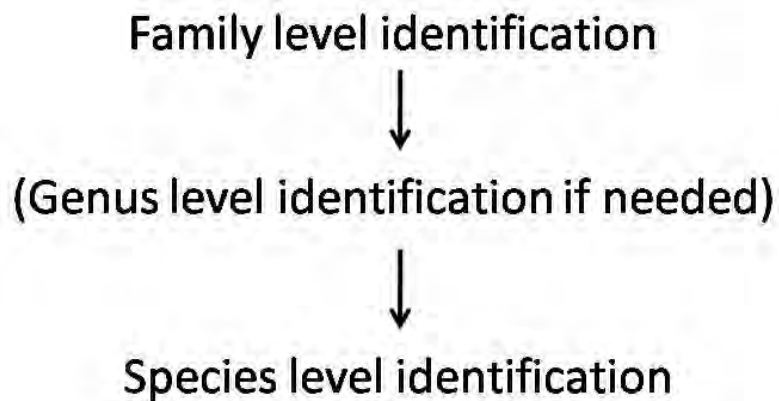 Family level identification
(Genus level identification if needed)
Species level identification